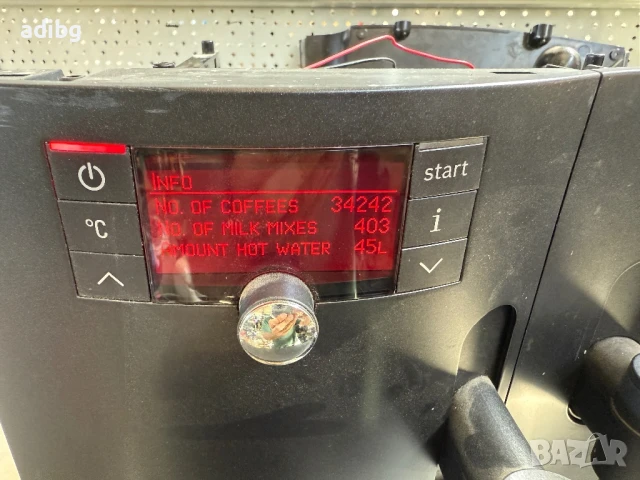 adibg
INFO
NO. OF COFFEES 34242
NO. OF MILK MIXES 403
AMOUNT HOT WATER 45L
°C
start
i
BAZAR